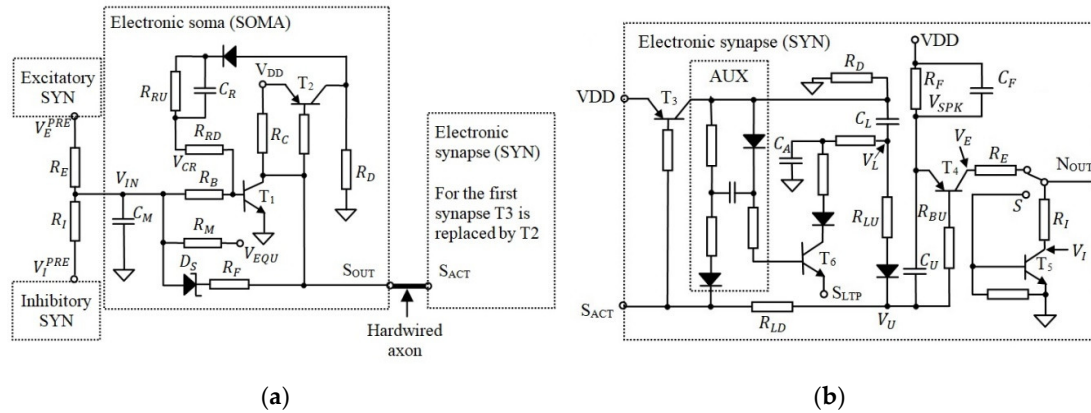 Electronic soma (SOMA)
Excitatory
SYN
V_E^PRE
R_E
R_I
V_I^PRE
Inhibitory
SYN
V_IN
C_M
R_RU
C_R
R_RD
V_CR
R_B
R_M
V_EQU
D_S
R_F
V_DD
T_2
R_C
T_1
R_D
S_OUT
S_ACT
Hardwired
axon
Electronic
synapse (SYN)
For the first
synapse T3 is
replaced by T2
(a)
Electronic synapse (SYN)
VDD
T_3
AUX
R_D
C_L
C_A
V_L
R_LU
T_6
S_LTP
S_ACT
R_LD
V_U
VDD
R_F
C_F
V_SPK
T_4
V_E
R_E
N_OUT
S
R_I
R_BU
C_U
T_5
V_I
(b)